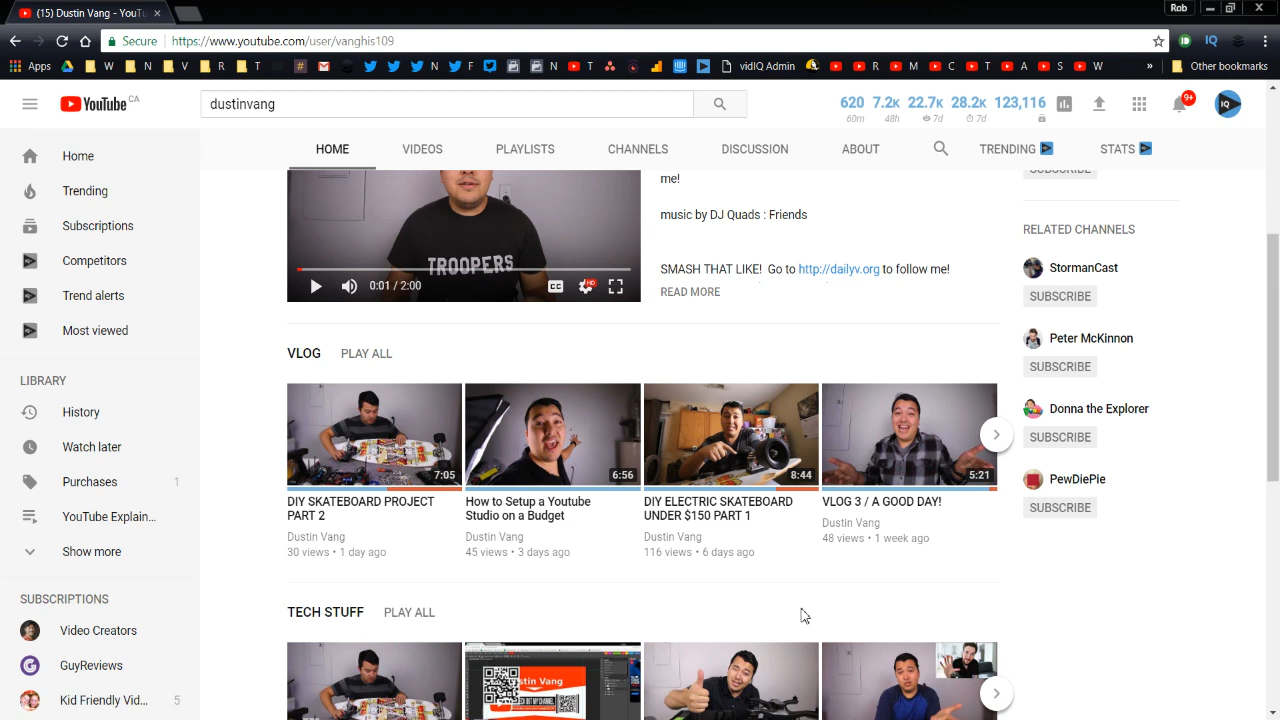 (15) Dustin Vang - YouTu
Rob
Secure https://www.youtube.com/user/vanghis109
IQ
Apps W N V R T # T N F N N T vidIQ Admin R M C T A S W » Other bookmarks
YouTube CA
dustinvang
620 7.2K 22.7K 28.2K 123,116
60m 48h 7d 7d
9+
IQ
HOME VIDEOS PLAYLISTS CHANNELS DISCUSSION ABOUT TRENDING STATS
Home
Trending
Subscriptions
Competitors
Trend alerts
Most viewed
LIBRARY
History
Watch later
Purchases 1
YouTube Explain...
Show more
SUBSCRIPTIONS
Video Creators
GuyReviews
Kid Friendly Vid... 5
TROOPERS
0:01 / 2:00
CC
HD
me!
music by DJ Quads : Friends
SMASH THAT LIKE! Go to http://dailyv.org to follow me!
READ MORE
VLOG PLAY ALL
7:05
DIY SKATEBOARD PROJECT
PART 2
Dustin Vang
30 views • 1 day ago
6:56
How to Setup a Youtube
Studio on a Budget
Dustin Vang
45 views • 3 days ago
8:44
DIY ELECTRIC SKATEBOARD
UNDER $150 PART 1
Dustin Vang
116 views • 6 days ago
5:21
VLOG 3 / A GOOD DAY!
Dustin Vang
48 views • 1 week ago
TECH STUFF PLAY ALL
Dustin Vang
SUBSCRIBE
RELATED CHANNELS
StormanCast
SUBSCRIBE
Peter McKinnon
SUBSCRIBE
Donna the Explorer
SUBSCRIBE
PewDiePie
SUBSCRIBE